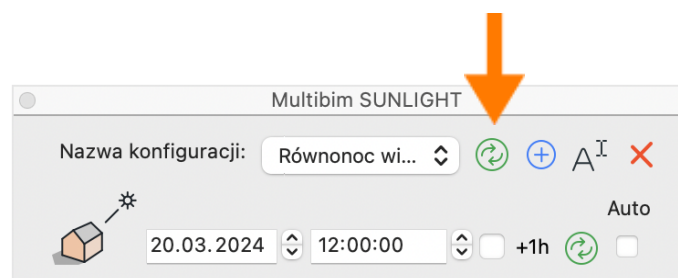 Multibim SUNLIGHT
Nazwa konfiguracji: Równonoc wi... A
Auto
20.03.2024 12:00:00 +1h